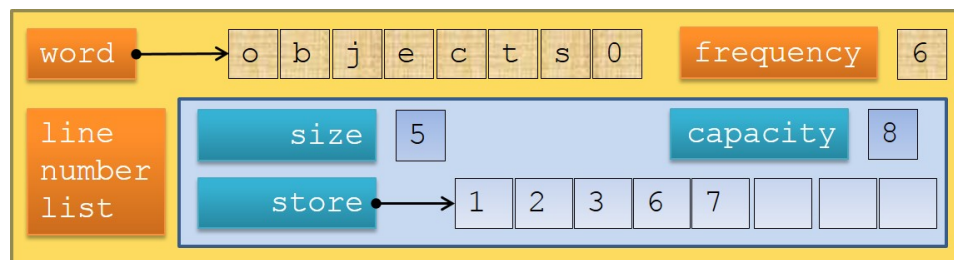 word o b j e c t s 0 frequency 6
line number list
size 5 capacity 8
store 1 2 3 6 7